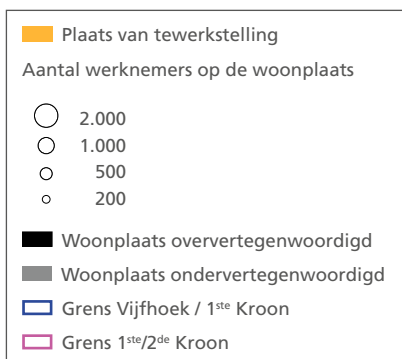 Plaats van tewerkstelling
Aantal werknemers op de woonplaats
2.000
1.000
500
200
Woonplaats oververtegenwoordigd
Woonplaats ondervertegenwoordigd
Grens Vijfhoek / 1ste Kroon
Grens 1ste/2de Kroon